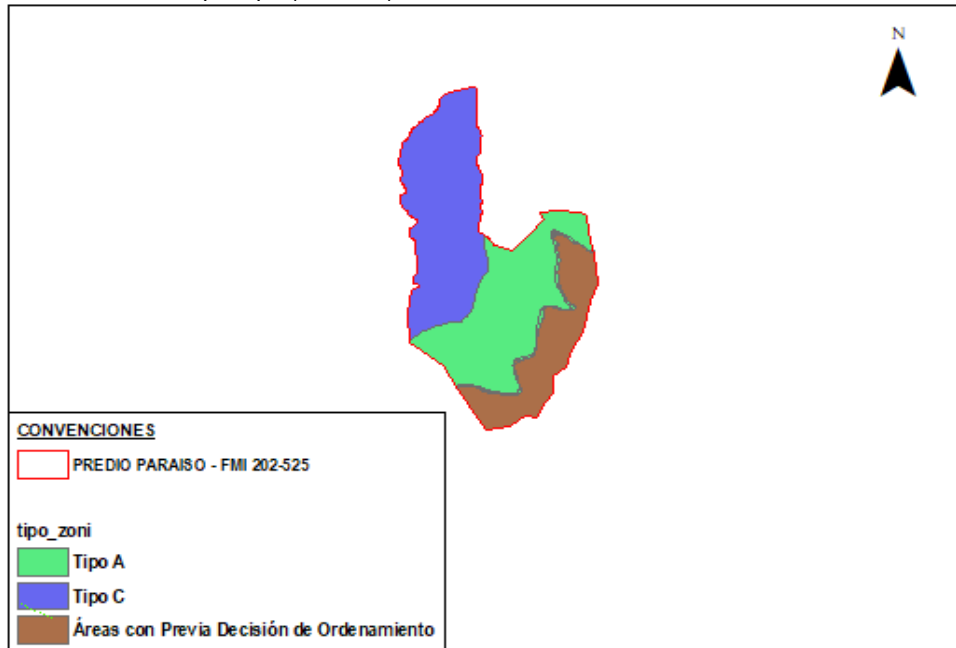 N
CONVENCIONES
PREDIO PARAISO - FMI 202-525
tipo_zoni
Tipo A
Tipo C
Áreas con Previa Decisión de Ordenamiento